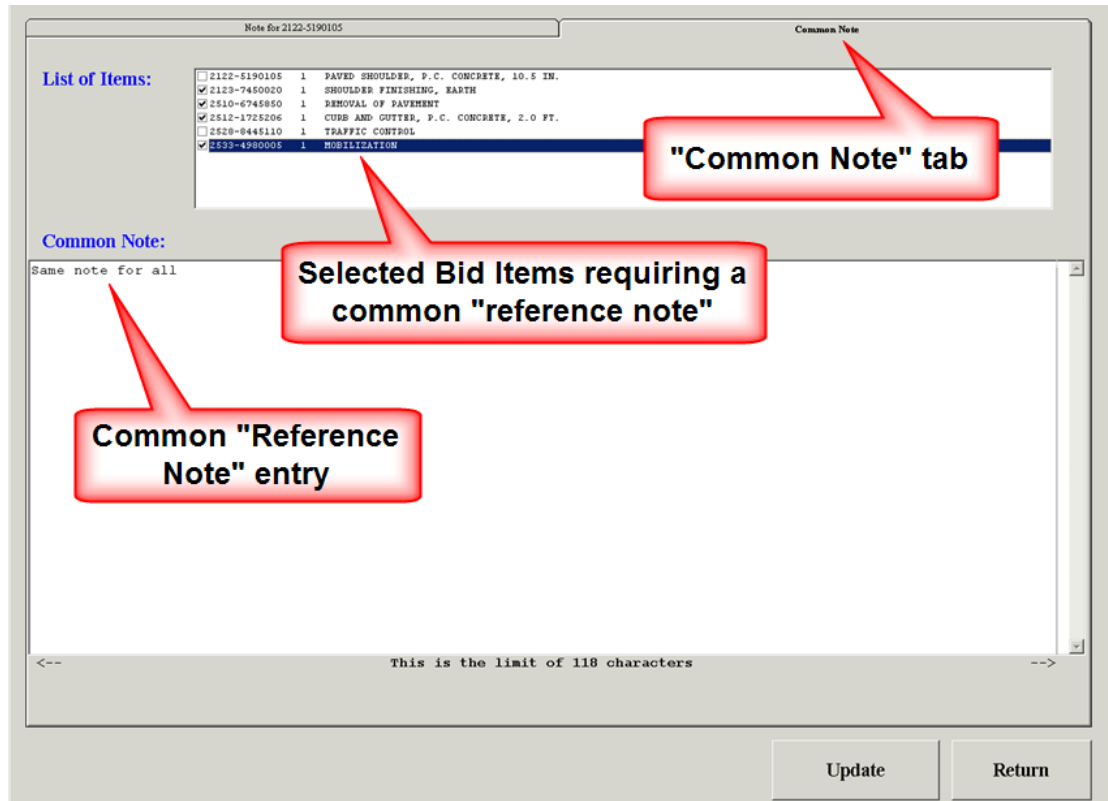 Note for 2122-5190105
Common Note
List of Items:
2122-5190105 1 PAVED SHOULDER, P.C. CONCRETE, 10.5 IN.
2123-7450020 1 SHOULDER FINISHING, EARTH
2510-6745850 1 REMOVAL OF PAVEMENT
2512-1725206 1 CURB AND GUTTER, P.C. CONCRETE, 2.0 FT.
2528-8445110 1 TRAFFIC CONTROL
2533-4980005 1 MOBILIZATION
"Common Note" tab
Common Note:
Same note for all
Selected Bid Items requiring a
common "reference note"
Common "Reference
Note" entry
<-- This is the limit of 118 characters -->
Update
Return